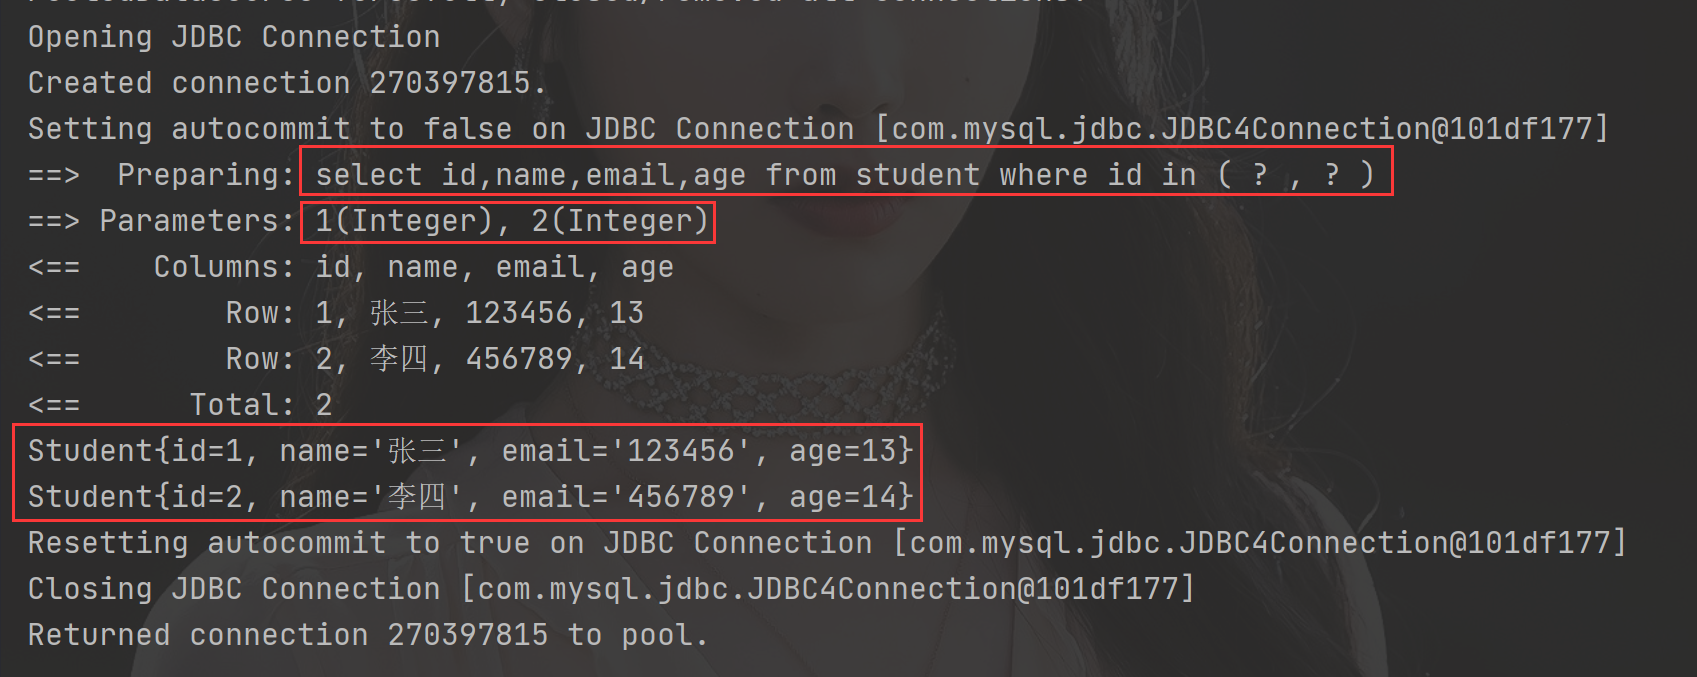 Opening JDBC Connection
Created connection 270397815.
Setting autocommit to false on JDBC Connection [com.mysql.jdbc.JDBC4Connection@101df177]
==>  Preparing: select id,name,email,age from student where id in ( ? , ? )
==> Parameters: 1(Integer), 2(Integer)
<==    Columns: id, name, email, age
<==        Row: 1, 张三, 123456, 13
<==        Row: 2, 李四, 456789, 14
<==      Total: 2
Student{id=1, name='张三', email='123456', age=13}
Student{id=2, name='李四', email='456789', age=14}
Resetting autocommit to true on JDBC Connection [com.mysql.jdbc.JDBC4Connection@101df177]
Closing JDBC Connection [com.mysql.jdbc.JDBC4Connection@101df177]
Returned connection 270397815 to pool.